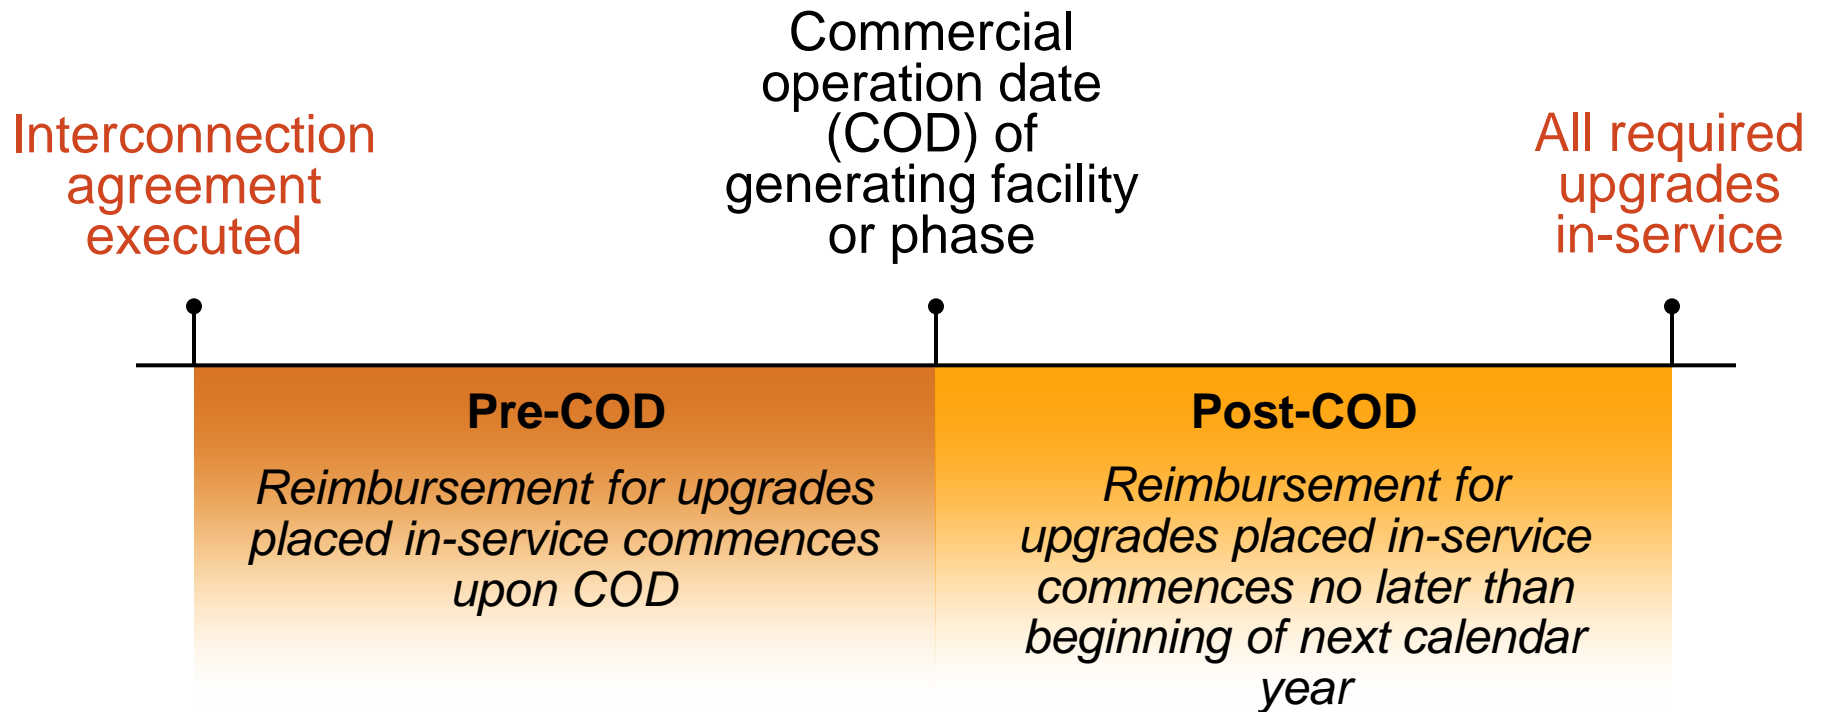 Interconnection
agreement
executed
Commercial
operation date
(COD) of
generating facility
or phase
All required
upgrades
in-service
Pre-COD
Reimbursement for upgrades
placed in-service commences
upon COD
Post-COD
Reimbursement for
upgrades placed in-service
commences no later than
beginning of next calendar
year